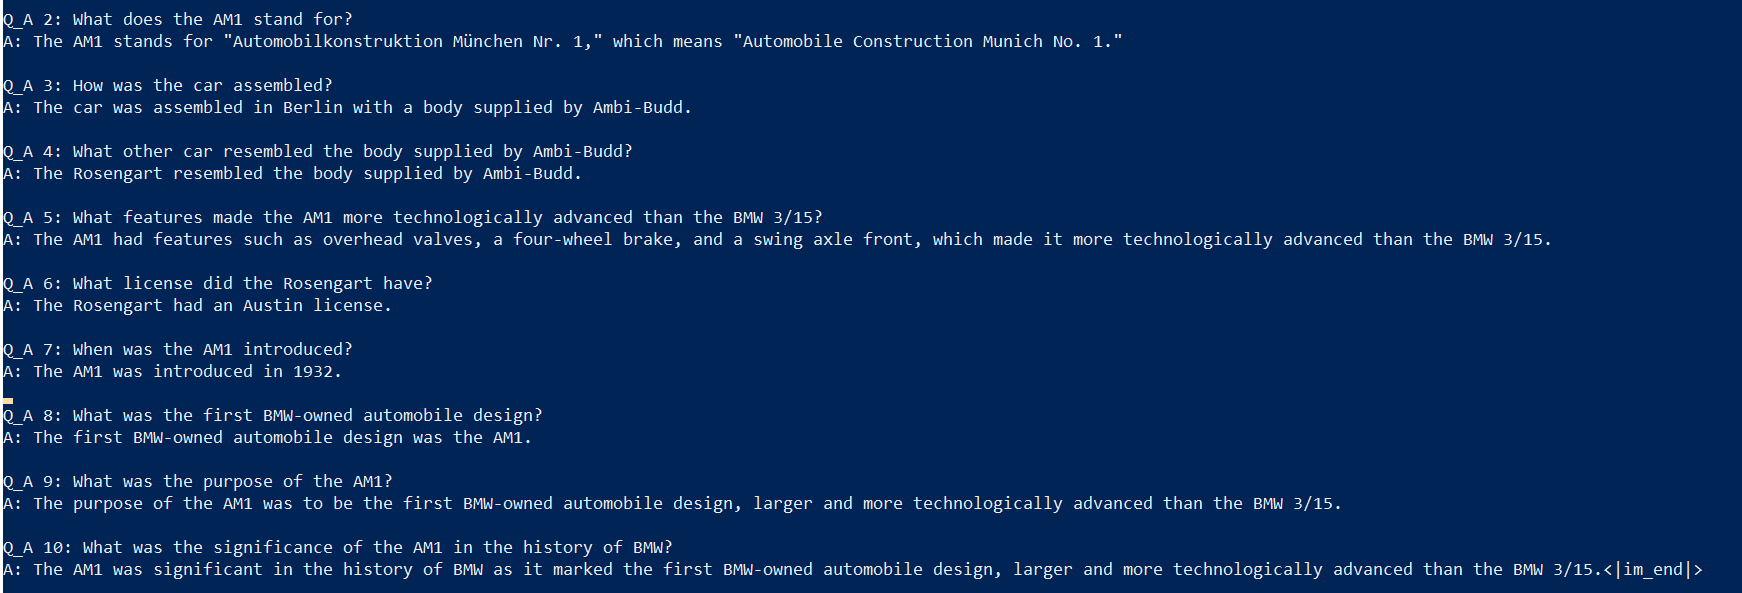 Q_A 2: What does the AM1 stand for?
A: The AM1 stands for "Automobilkonstruktion München Nr. 1," which means "Automobile Construction Munich No. 1."
Q_A 3: How was the car assembled?
A: The car was assembled in Berlin with a body supplied by Ambi-Budd.
Q_A 4: What other car resembled the body supplied by Ambi-Budd?
A: The Rosengart resembled the body supplied by Ambi-Budd.
Q_A 5: What features made the AM1 more technologically advanced than the BMW 3/15?
A: The AM1 had features such as overhead valves, a four-wheel brake, and a swing axle front, which made it more technologically advanced than the BMW 3/15.
Q_A 6: What license did the Rosengart have?
A: The Rosengart had an Austin license.
Q_A 7: When was the AM1 introduced?
A: The AM1 was introduced in 1932.
Q_A 8: What was the first BMW-owned automobile design?
A: The first BMW-owned automobile design was the AM1.
Q_A 9: What was the purpose of the AM1?
A: The purpose of the AM1 was to be the first BMW-owned automobile design, larger and more technologically advanced than the BMW 3/15.
Q_A 10: What was the significance of the AM1 in the history of BMW?
A: The AM1 was significant in the history of BMW as it marked the first BMW-owned automobile design, larger and more technologically advanced than the BMW 3/15.<|im_end|>